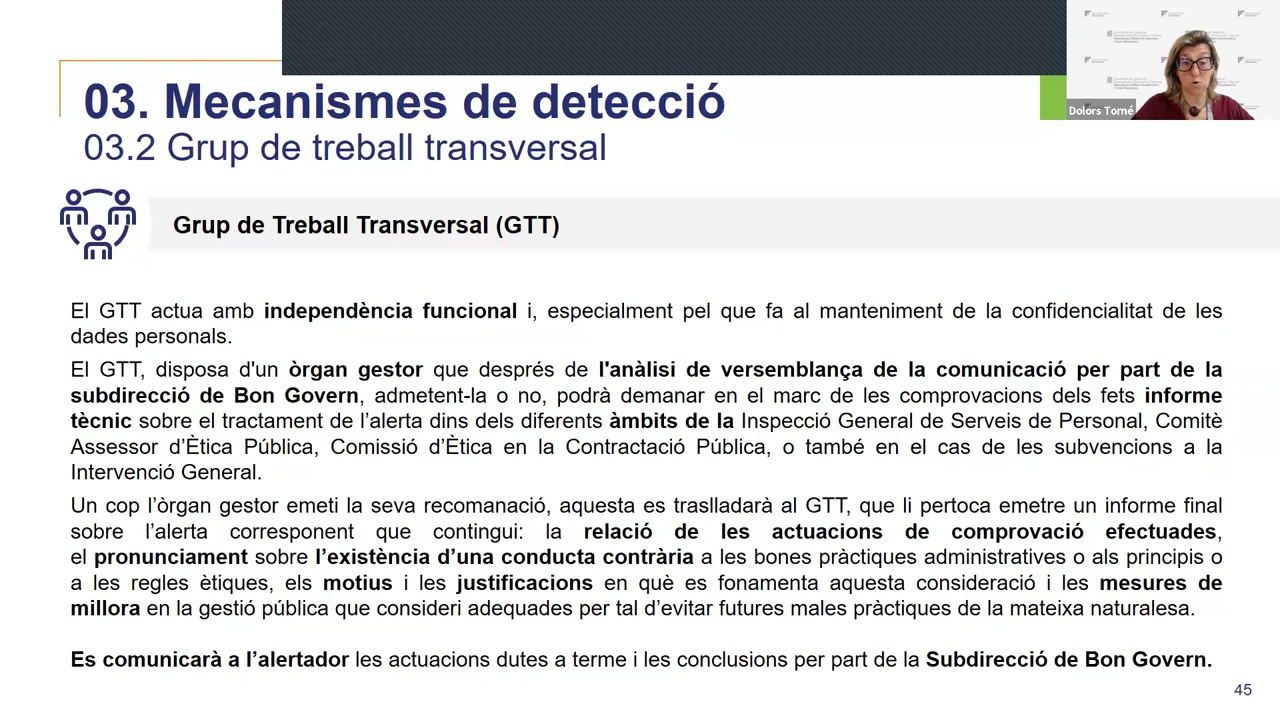 03. Mecanismes de detecció
03.2 Grup de treball transversal
Dolors Torné
Grup de Treball Transversal (GTT)
El GTT actua amb independència funcional i, especialment pel que fa al manteniment de la confidencialitat de les
dades personals.
El GTT, disposa d'un òrgan gestor que després de l'anàlisi de versemblança de la comunicació per part de la
subdirecció de Bon Govern, admetent-la o no, podrà demanar en el marc de les comprovacions dels fets informe
tècnic sobre el tractament de l’alerta dins dels diferents àmbits de la Inspecció General de Serveis de Personal, Comitè
Assessor d’Ètica Pública, Comissió d’Ètica en la Contractació Pública, o també en el cas de les subvencions a la
Intervenció General.
Un cop l’òrgan gestor emeti la seva recomanació, aquesta es traslladarà al GTT, que li pertoca emetre un informe final
sobre l’alerta corresponent que contingui: la relació de les actuacions de comprovació efectuades,
el pronunciament sobre l’existència d’una conducta contrària a les bones pràctiques administratives o als principis o
a les regles ètiques, els motius i les justificacions en què es fonamenta aquesta consideració i les mesures de
millora en la gestió pública que consideri adequades per tal d’evitar futures males pràctiques de la mateixa naturalesa.
Es comunicarà a l’alertador les actuacions dutes a terme i les conclusions per part de la Subdirecció de Bon Govern.
45